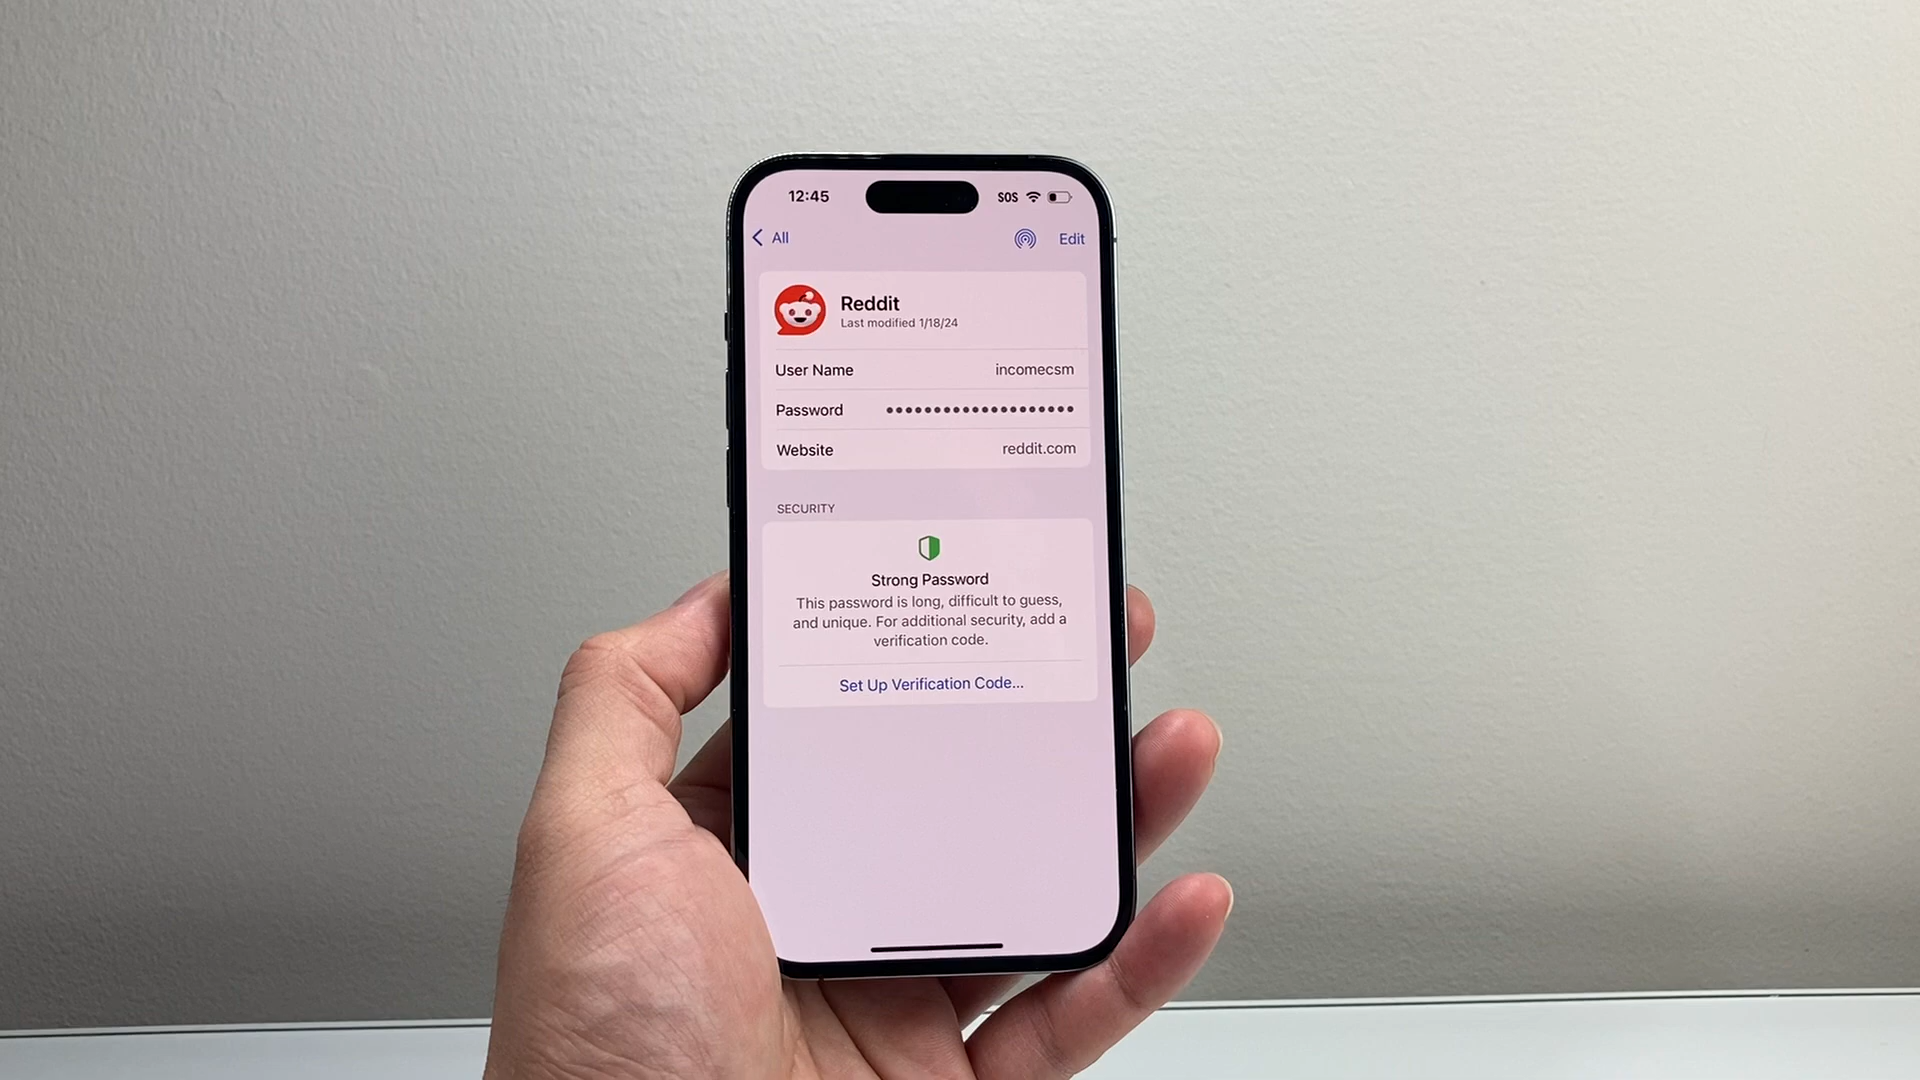 12:45 SOS
All Edit
Reddit
Last modified 1/18/24
User Name incomecsm
Password ••••••••••••••••••••
Website reddit.com
SECURITY
Strong Password
This password is long, difficult to guess,
and unique. For additional security, add a
verification code.
Set Up Verification Code...